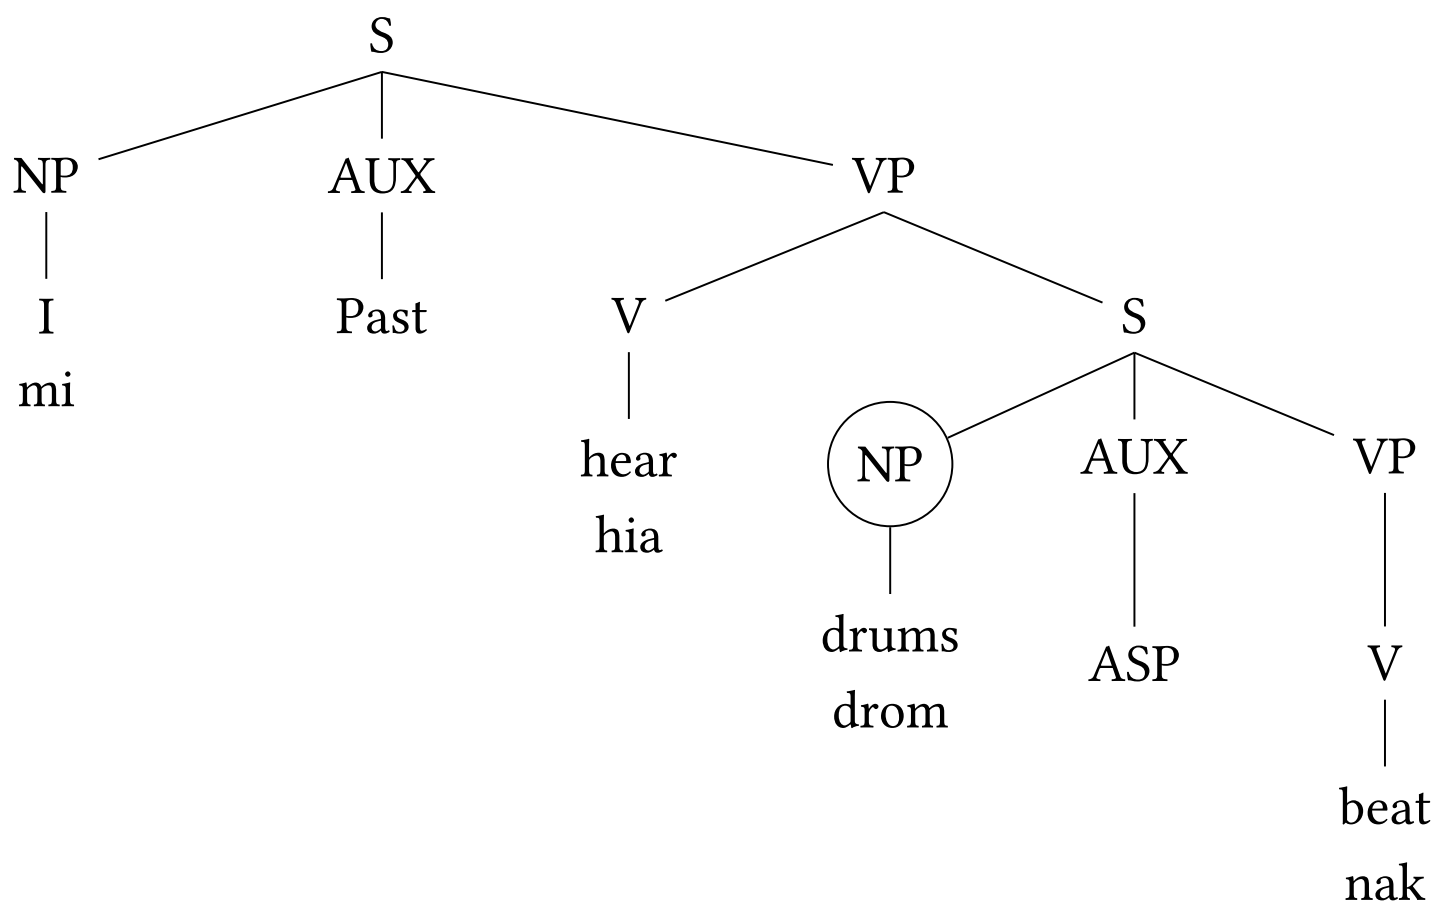 S
NP AUX VP
I Past V S
mi
hear NP AUX VP
hia
drums ASP V
drom
beat
nak